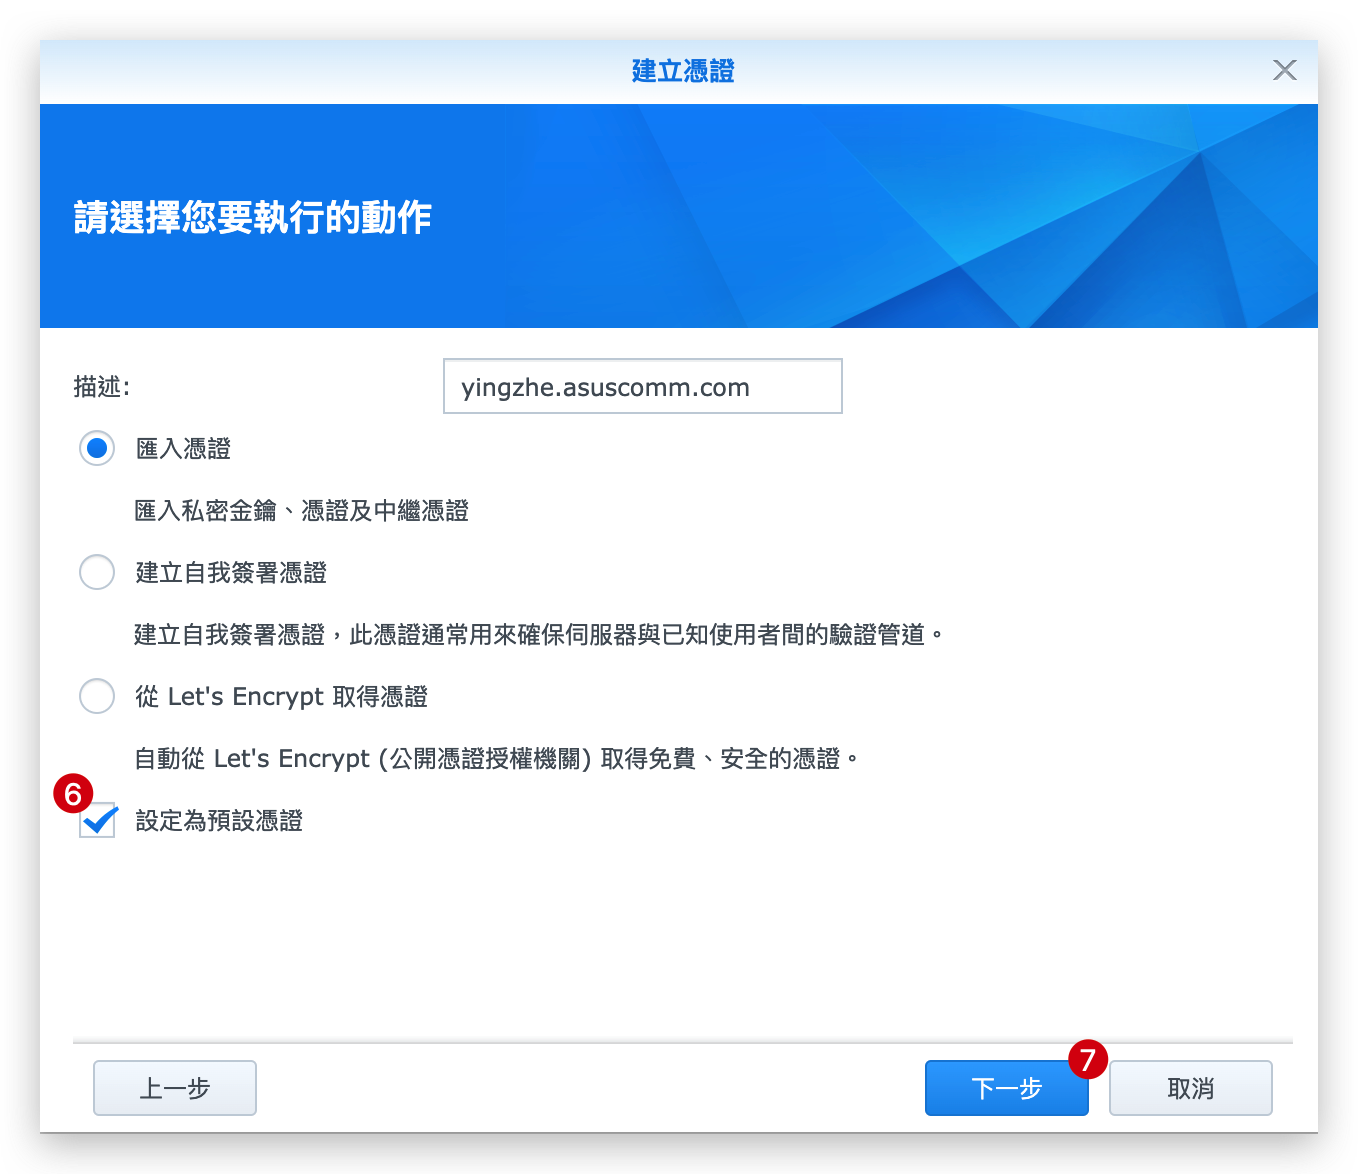 建立憑證
請選擇您要執行的動作
描述:
yingzhe.asuscomm.com
匯入憑證
匯入私密金鑰、憑證及中繼憑證
建立自我簽署憑證
建立自我簽署憑證，此憑證通常用來確保伺服器與已知使用者間的驗證管道。
從 Let's Encrypt 取得憑證
自動從 Let's Encrypt (公開憑證授權機關) 取得免費、安全的憑證。
6
設定為預設憑證
上一步
下一步
7
取消